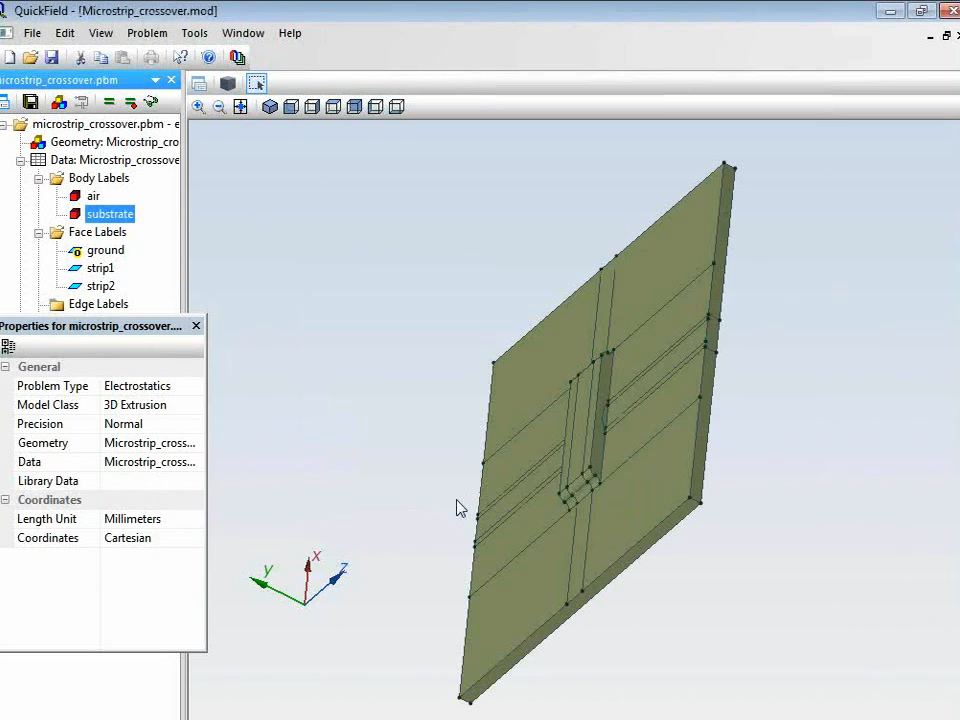 QuickField - [Microstrip_crossover.mod]
File Edit View Problem Tools Window Help
microstrip_crossover.pbm
microstrip_crossover.pbm - e
Geometry: Microstrip_cro
Data: Microstrip_crossove
Body Labels
air
substrate
Face Labels
ground
strip1
strip2
Edge Labels
Properties for microstrip_crossover....
General
Problem Type Electrostatics
Model Class 3D Extrusion
Precision Normal
Geometry Microstrip_cross...
Data Microstrip_cross...
Library Data
Coordinates
Length Unit Millimeters
Coordinates Cartesian
x
y
z